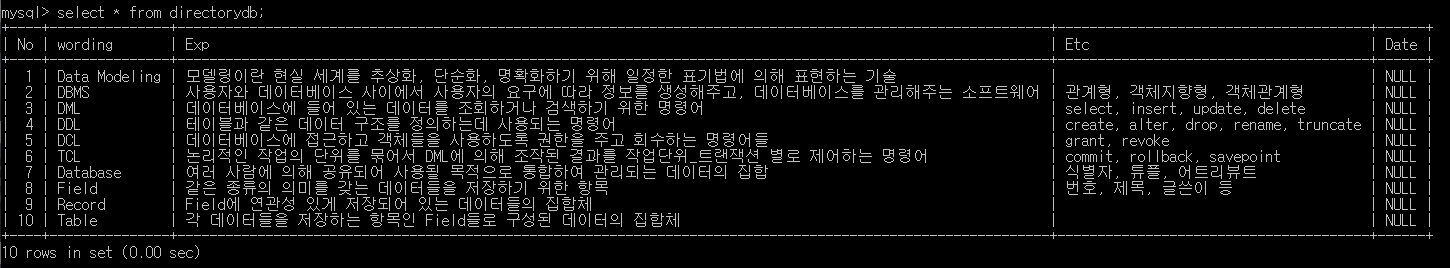 mysql> select * from directorydb;
| No | wording | Exp | Etc | Date |
| 1 | Data Modeling | 모델링이란 현실 세계를 추상화, 단순화, 명확화하기 위해 일정한 표기법에 의해 표현하는 기술 | | NULL |
| 2 | DBMS | 사용자와 데이터베이스 사이에서 사용자의 요구에 따라 정보를 생성해주고, 데이터베이스를 관리해주는 소프트웨어 | 관계형, 객체지향형, 객체관계형 | NULL |
| 3 | DML | 데이터베이스에 들어 있는 데이터를 조회하거나 검색하기 위한 명령어 | select, insert, update, delete | NULL |
| 4 | DDL | 테이블과 같은 데이터 구조를 정의하는데 사용되는 명령어 | create, alter, drop, rename, truncate | NULL |
| 5 | DCL | 데이터베이스에 접근하고 객체들을 사용하도록 권한을 주고 회수하는 명령어들 | grant, revoke | NULL |
| 6 | TCL | 논리적인 작업의 단위를 묶어서 DML에 의해 조작된 결과를 작업단위_트랜잭션 별로 제어하는 명령어 | commit, rollback, savepoint | NULL |
| 7 | Database | 여러 사람에 의해 공유되어 사용될 목적으로 통합하여 관리되는 데이터의 집합 | 식별자, 튜플, 어트리뷰트 | NULL |
| 8 | Field | 같은 종류의 의미를 갖는 데이터들을 저장하기 위한 항목 | 번호, 제목, 글쓴이 등 | NULL |
| 9 | Record | Field에 연관성 있게 저장되어 있는 데이터들의 집합체 | | NULL |
| 10 | Table | 각 데이터들을 저장하는 항목인 Field들로 구성된 데이터의 집합체 | | NULL |
10 rows in set (0.00 sec)